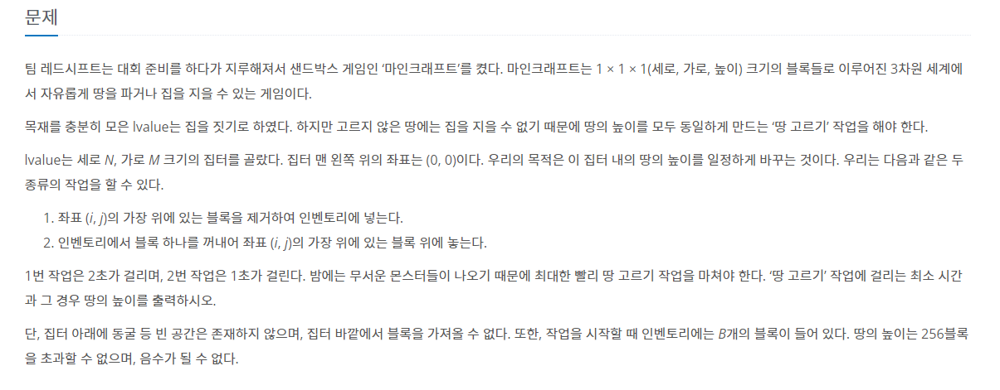 문제
팀 레드시프트는 대회 준비를 하다가 지루해져서 샌드박스 게임인 ‘마인크래프트’를 켰다. 마인크래프트는 1 × 1 × 1(세로, 가로, 높이) 크기의 블록들로 이루어진 3차원 세계에
서 자유롭게 땅을 파거나 집을 지을 수 있는 게임이다.
목재를 충분히 모은 lvalue는 집을 짓기로 하였다. 하지만 고르지 않은 땅에는 집을 지을 수 없기 때문에 땅의 높이를 모두 동일하게 만드는 ‘땅 고르기’ 작업을 해야 한다.
lvalue는 세로 N, 가로 M 크기의 집터를 골랐다. 집터 맨 왼쪽 위의 좌표는 (0, 0)이다. 우리의 목적은 이 집터 내의 땅의 높이를 일정하게 바꾸는 것이다. 우리는 다음과 같은 두
종류의 작업을 할 수 있다.
1. 좌표 (i, j)의 가장 위에 있는 블록을 제거하여 인벤토리에 넣는다.
2. 인벤토리에서 블록 하나를 꺼내어 좌표 (i, j)의 가장 위에 있는 블록 위에 놓는다.
1번 작업은 2초가 걸리며, 2번 작업은 1초가 걸린다. 밤에는 무서운 몬스터들이 나오기 때문에 최대한 빨리 땅 고르기 작업을 마쳐야 한다. ‘땅 고르기’ 작업에 걸리는 최소 시간
과 그 경우 땅의 높이를 출력하시오.
단, 집터 아래에 동굴 등 빈 공간은 존재하지 않으며, 집터 바깥에서 블록을 가져올 수 없다. 또한, 작업을 시작할 때 인벤토리에는 B개의 블록이 들어 있다. 땅의 높이는 256블록
을 초과할 수 없으며, 음수가 될 수 없다.